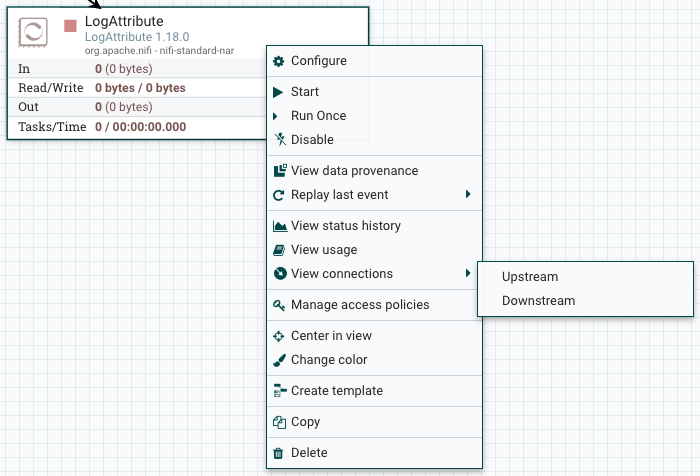 LogAttribute
LogAttribute 1.18.0
org.apache.nifi - nifi-standard-nar
In 0 (0 bytes)
Read/Write 0 bytes / 0 bytes
Out 0 (0 bytes)
Tasks/Time 0 / 00:00:00.000
Configure
Start
Run Once
Disable
View data provenance
Replay last event
View status history
View usage
View connections
Upstream
Downstream
Manage access policies
Center in view
Change color
Create template
Copy
Delete